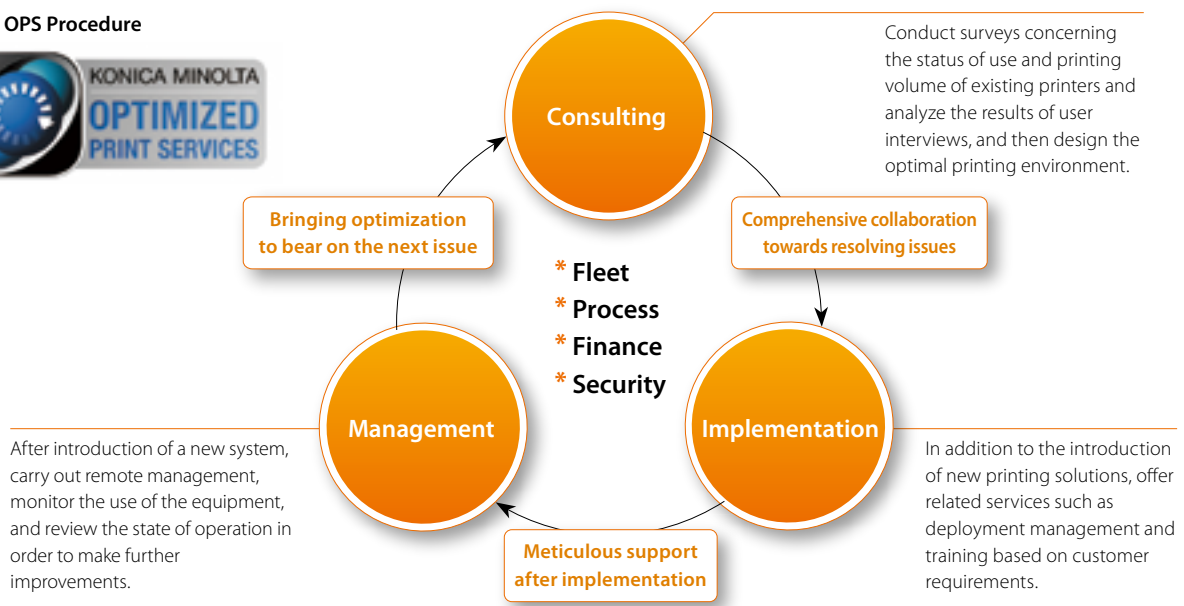 OPS Procedure
KONICA MINOLTA
OPTIMIZED
PRINT SERVICES
Consulting
Conduct surveys concerning
the status of use and printing
volume of existing printers and
analyze the results of user
interviews, and then design the
optimal printing environment.
Bringing optimization
to bear on the next issue
Comprehensive collaboration
towards resolving issues
* Fleet
* Process
* Finance
* Security
Management
Implementation
After introduction of a new system,
carry out remote management,
monitor the use of the equipment,
and review the state of operation in
order to make further
improvements.
In addition to the introduction
of new printing solutions, offer
related services such as
deployment management and
training based on customer
requirements.
Meticulous support
after implementation